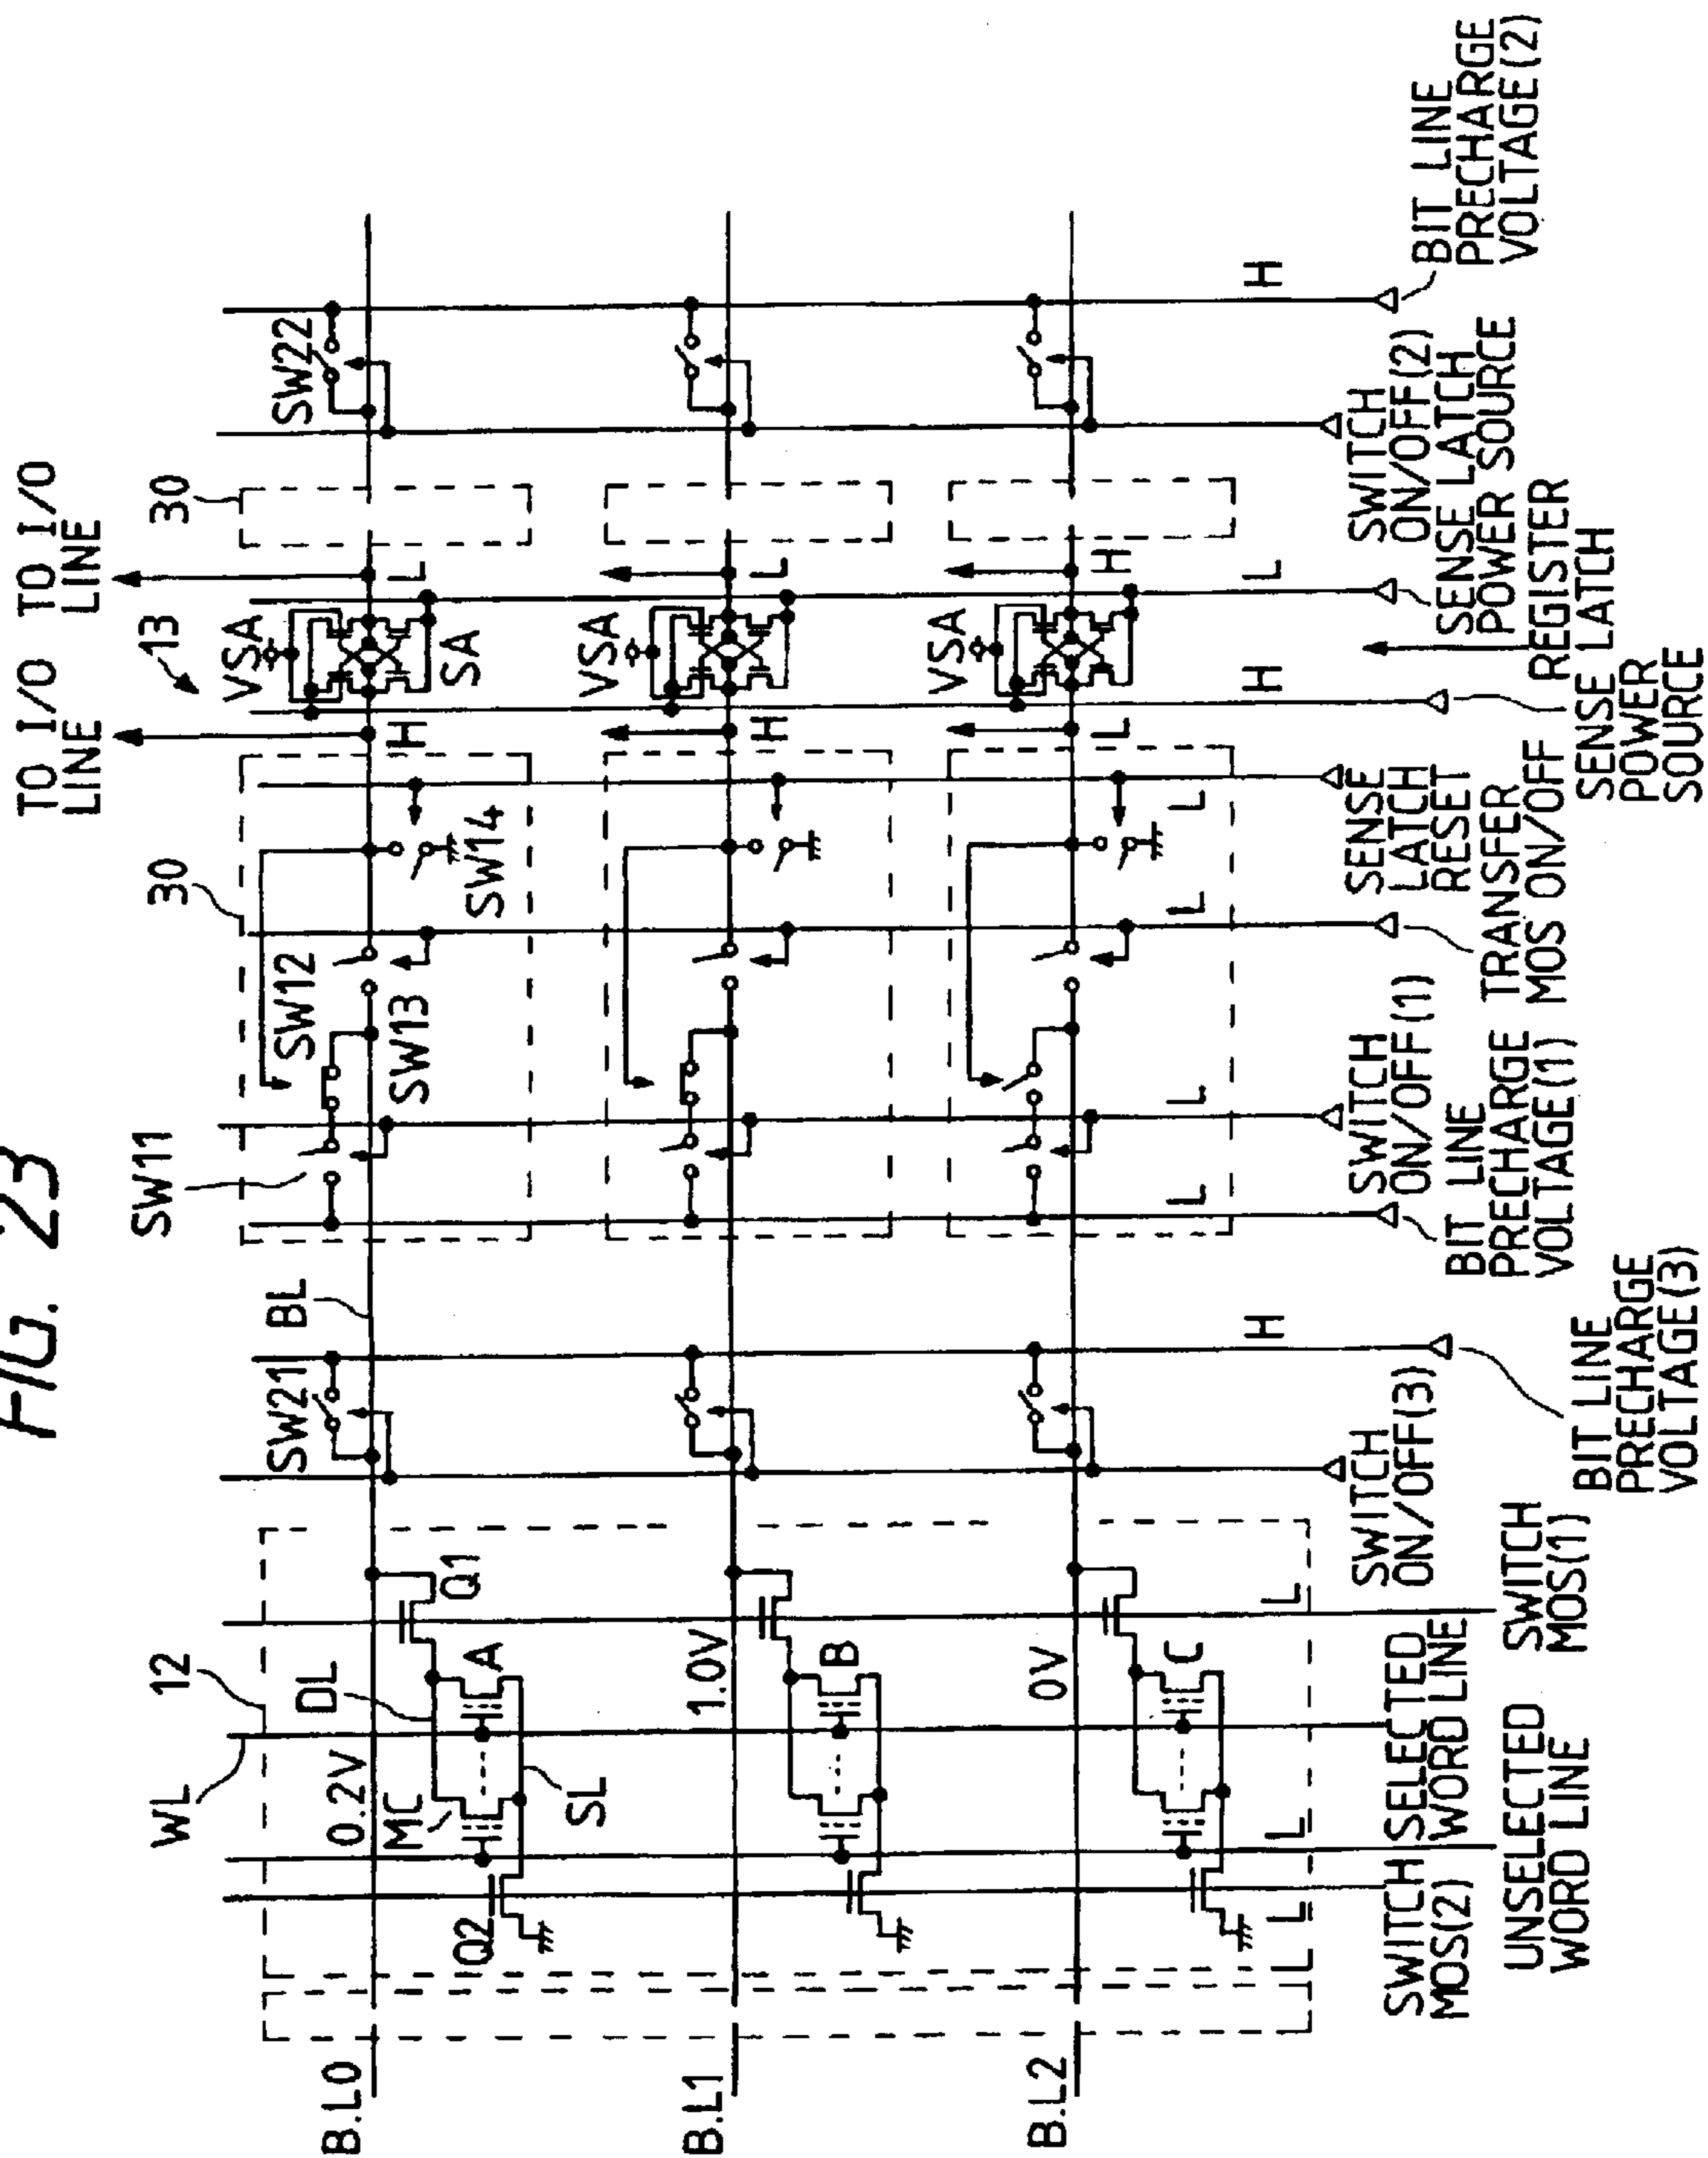 FIG. 23
TO I/O
LINE
TO I/O
LINE
13
30
30
SW11
SW12
SW13
SW14
BL
SW21
SW22
12
WL
DL
0.2V
MC
A
Q1
SL
Q2
VSA
SA
H
L
B.L0
1.0V
B
VSA
H
L
B.L1
0V
C
VSA
L
H
B.L2
L
L
L
L
H
L
L
L
L
H
L
H
SWITCH
MOS(2)
UNSELECTED
WORD LINE
SELECTED
WORD LINE
SWITCH
MOS(1)
SWITCH
ON/OFF(3)
BIT LINE
PRECHARGE
VOLTAGE(3)
BIT LINE
PRECHARGE
VOLTAGE(1)
SWITCH
ON/OFF(1)
TRANSFER
MOS ON/OFF
SENSE
LATCH
RESET
SENSE LATCH
POWER
SOURCE
REGISTER
SENSE LATCH
POWER SOURCE
SWITCH
ON/OFF(2)
BIT LINE
PRECHARGE
VOLTAGE(2)